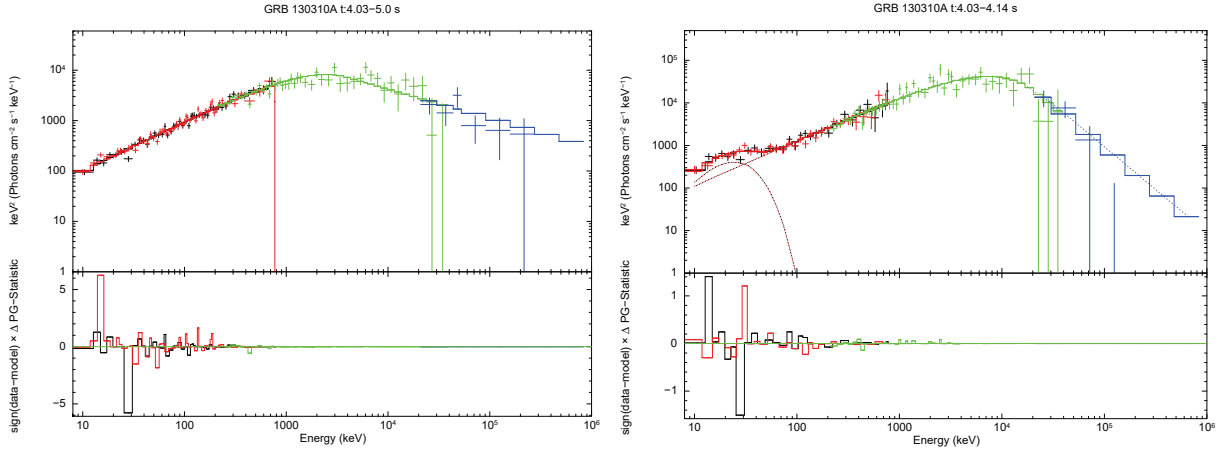 GRB 130310A t:4.03−5.0 s
keV² (Photons cm⁻² s⁻¹ keV⁻¹)
10⁴
1000
100
10
1
sign(data−model) × Δ PG−Statistic
5
0
−5
10 100 1000 10⁴ 10⁵ 10⁶
Energy (keV)
GRB 130310A t:4.03−4.14 s
keV² (Photons cm⁻² s⁻¹ keV⁻¹)
10⁵
10⁴
1000
100
10
1
sign(data−model) × Δ PG−Statistic
1
0
−1
10 100 1000 10⁴ 10⁵ 10⁶
Energy (keV)